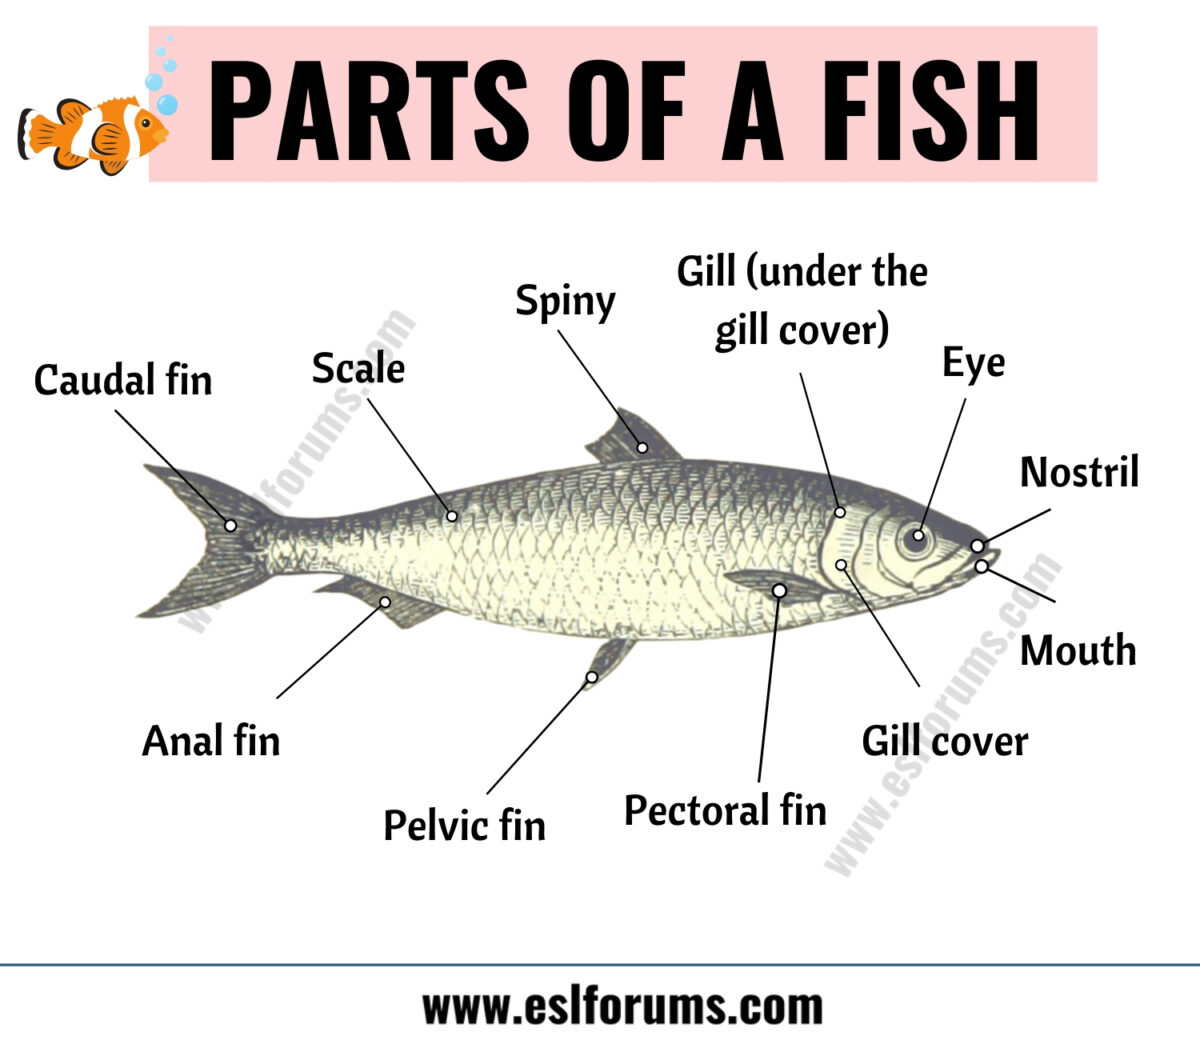 PARTS OF A FISH
Gill (under the
gill cover)
Spiny
Eye
Scale
Caudal fin
Nostril
Mouth
Anal fin
Gill cover
Pectoral fin
Pelvic fin
www.eslforums.com
www.eslforums.com
www.eslforums.com